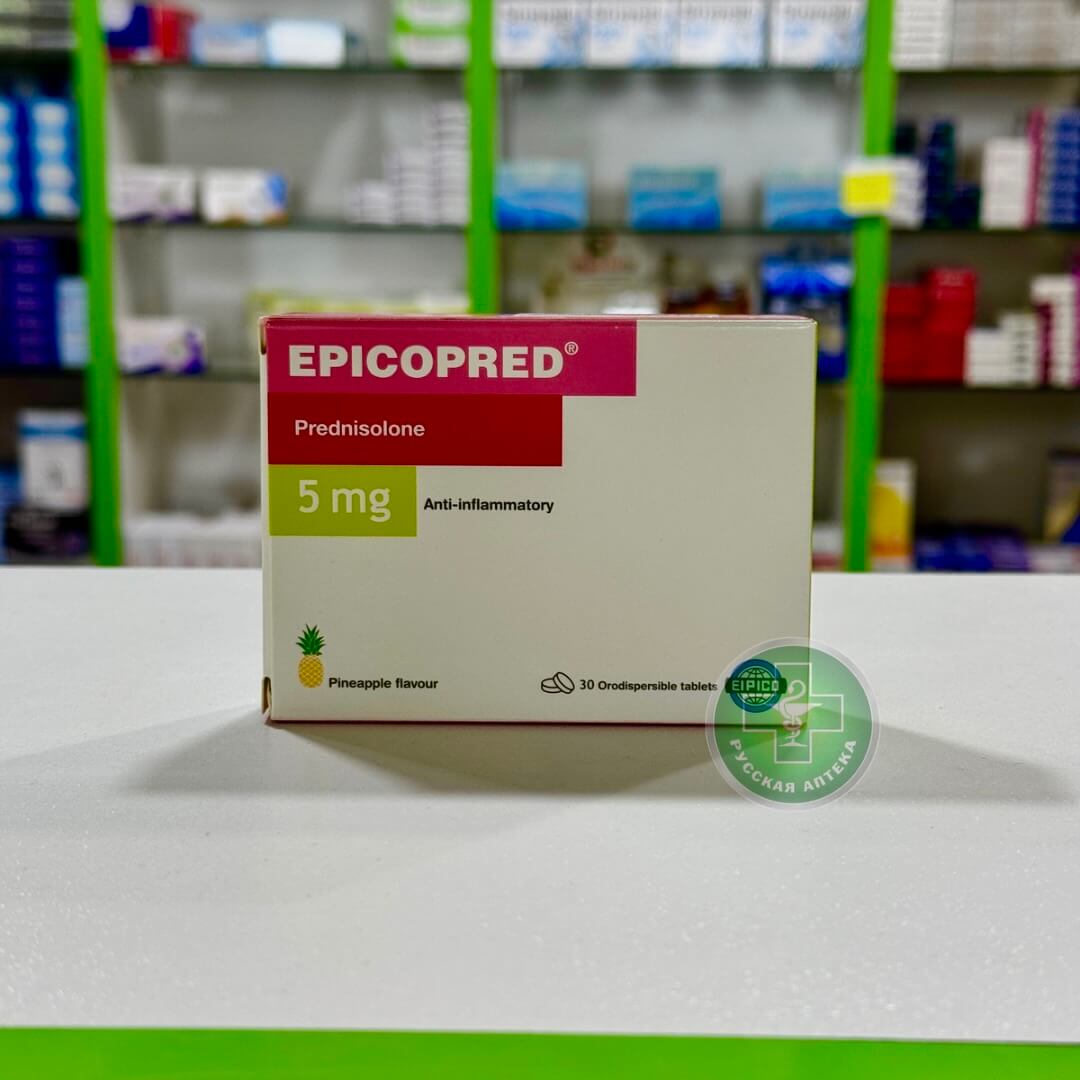 EPICOPRED®
Prednisolone
5 mg
Anti-inflammatory
Pineapple flavour
30 Orodispersible tablets
EIPICO
РУССКАЯ АПТЕКА